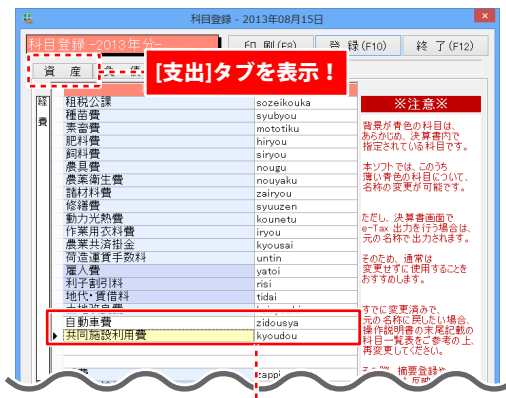 科目登録 - 2013年08月15日
科目登録 -2013年分-
印 刷(F8)
登 録(F10)
終 了(F12)
資 産
負 債
[支出]タブを表示！
経費
租税公課 sozeikouka
種苗費 syubyou
素畜費 mototiku
肥料費 hiryou
飼料費 siryou
農具費 nougu
農薬衛生費 nouyaku
諸材料費 zairyou
修繕費 syuuzen
動力光熱費 kounetu
作業用衣料費 iryou
農業共済掛金 kyousai
荷造運賃手数料 untin
雇人費 yatoi
利子割引料 risi
地代・賃借料 tidai
自動車費 zidousya
共同施設利用費 kyoudou
zappi
※注意※
背景が青色の科目は、
あらかじめ、決算書内で
指定されている科目です。
本ソフトでは、このうち
薄い青色の科目について、
名称の変更が可能です。
ただし、決算書画面で
e-Tax 出力を行う場合は、
元の名称で出力されます。
そのため、通常は
変更せずに使用することを
おすすめします。
すでに変更済みで、
元の名称に戻したい場合、
操作説明書の末尾記載の
科目一覧表をご参考の上、
再変更してください。
摘要登録や